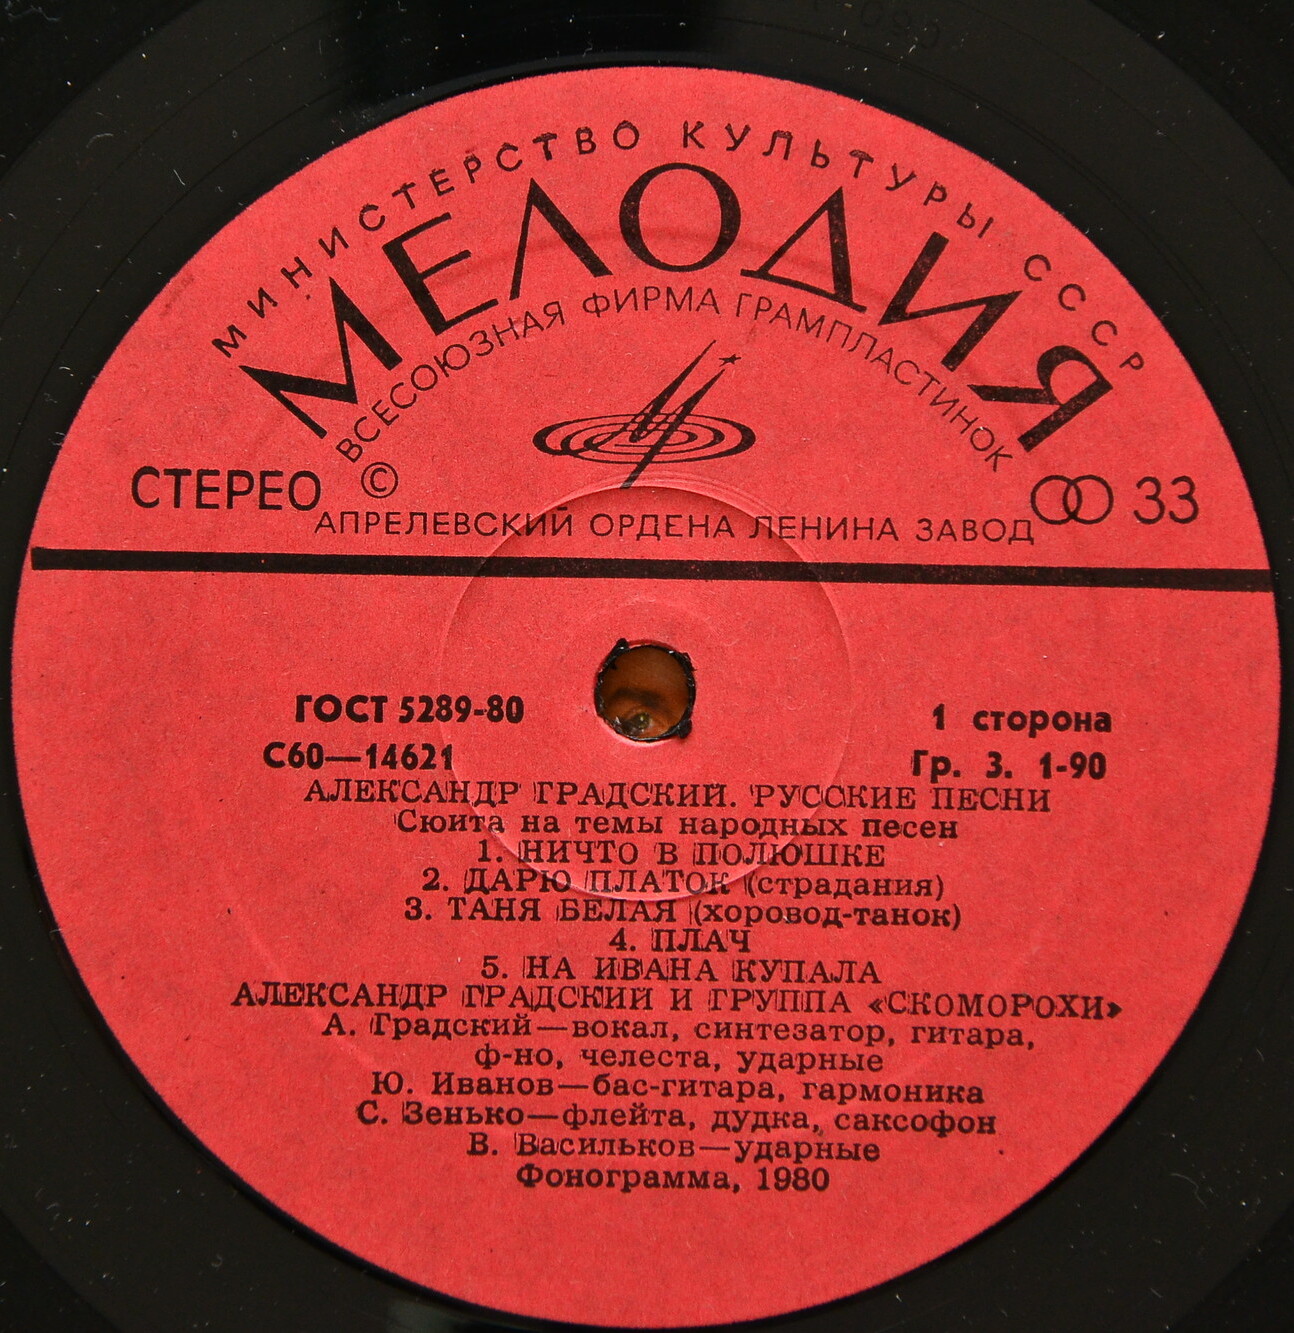 МИНИСТЕРСТВО КУЛЬТУРЫ СССР
МЕЛОДИЯ
ВСЕСОЮЗНАЯ ФИРМА ГРАМПЛАСТИНОК
СТЕРЕО © 33
АПРЕЛЕВСКИЙ ОРДЕНА ЛЕНИНА ЗАВОД
ГОСТ 5289-80 1 сторона
С60—14621 Гр. 3. 1-90
АЛЕКСАНДР ГРАДСКИЙ. РУССКИЕ ПЕСНИ
Сюита на темы народных песен
1. НИЧТО В ПОЛЮШКЕ
2. ДАРЮ ПЛАТОК (страдания)
3. ТАНЯ БЕЛАЯ (хоровод-танок)
4. ПЛАЧ
5. НА ИВАНА КУПАЛА
АЛЕКСАНДР ГРАДСКИЙ И ГРУППА «СКОМОРОХИ»
А. Градский—вокал, синтезатор, гитара,
ф-но, челеста, ударные
Ю. Иванов—бас-гитара, гармоника
С. Зенько—флейта, дудка, саксофон
В. Васильков—ударные
Фонограмма, 1980